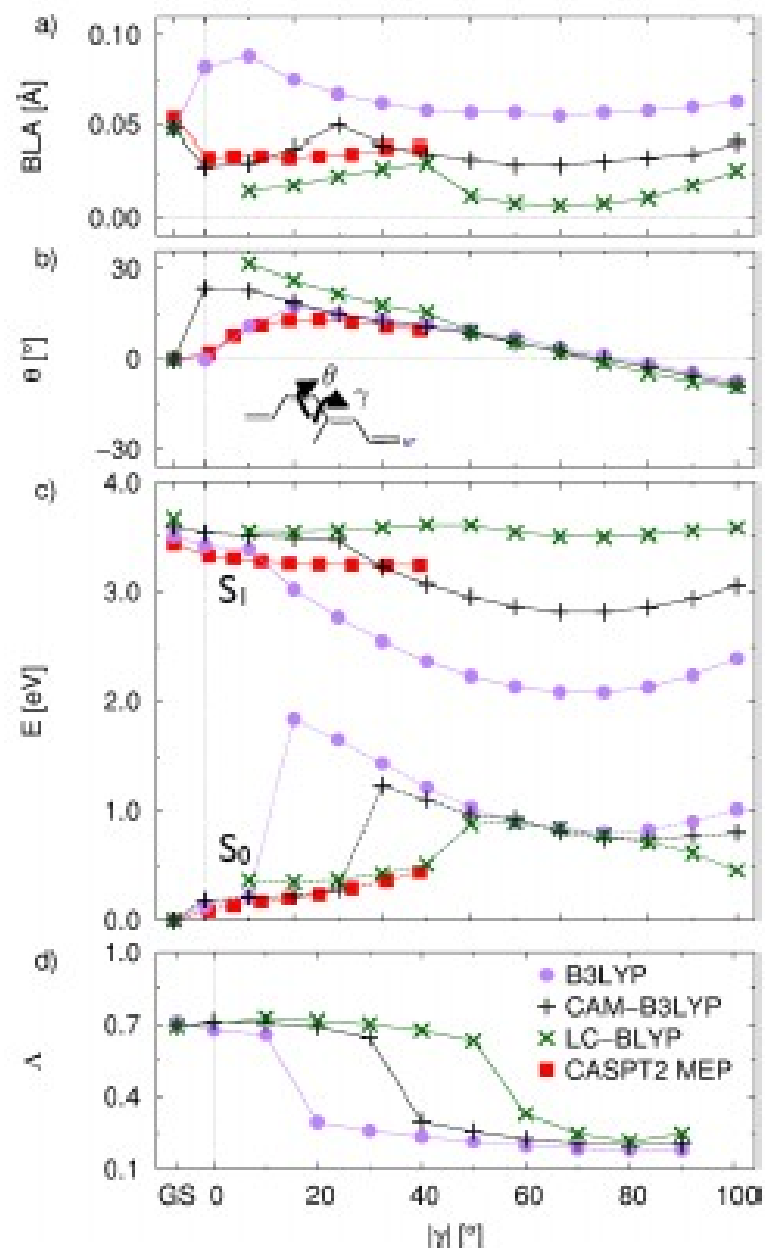 a)
0.10
0.05
0.00
BLA [Å]
b)
30
0
−30
θ [°]
θ
γ
c)
4.0
3.0
2.0
1.0
0.0
E [eV]
S₁
S₀
d)
1.0
0.7
0.4
0.1
Λ
B3LYP
CAM−B3LYP
LC−BLYP
CASPT2 MEP
GS 0 20 40 60 80 100
|γ| [°]